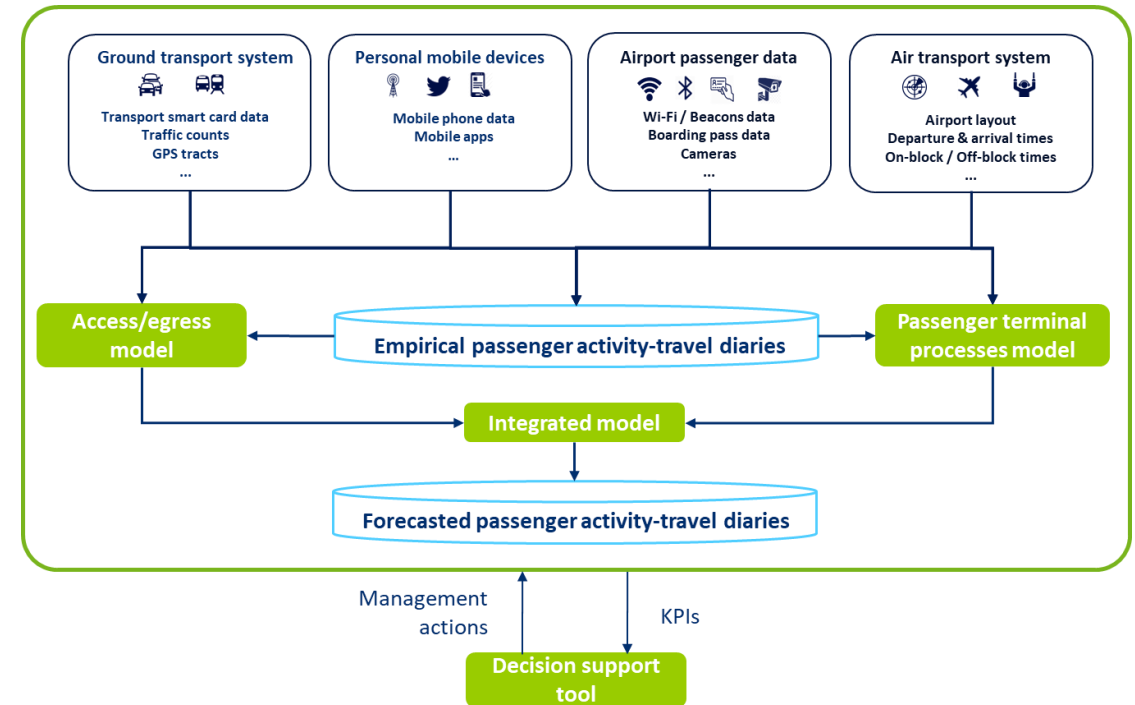 Ground transport system
Transport smart card data
Traffic counts
GPS tracts
...
Personal mobile devices
Mobile phone data
Mobile apps
...
Airport passenger data
Wi-Fi / Beacons data
Boarding pass data
Cameras
...
Air transport system
Airport layout
Departure & arrival times
On-block / Off-block times
...
Access/egress
model
Empirical passenger activity-travel diaries
Passenger terminal
processes model
Integrated model
Forecasted passenger activity-travel diaries
Management
actions
KPIs
Decision support
tool